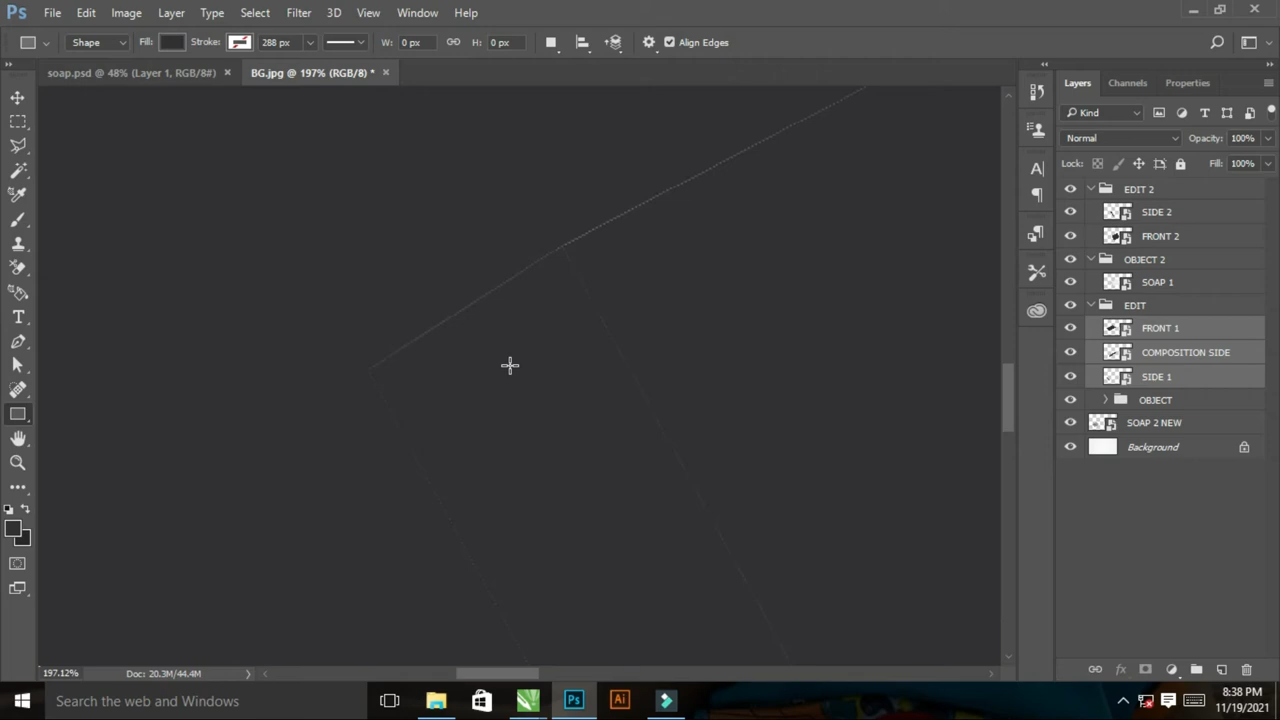 Ps File Edit Image Layer Type Select Filter 3D View Window Help
Shape Fill: Stroke: 288 px W: 0 px H: 0 px Align Edges
soap.psd @ 48% (Layer 1, RGB/8#) × BG.jpg @ 197% (RGB/8) * ×
Layers Channels Properties
Kind
Normal Opacity: 100%
Lock: Fill: 100%
EDIT 2
SIDE 2
FRONT 2
OBJECT 2
SOAP 1
EDIT
FRONT 1
COMPOSITION SIDE
SIDE 1
OBJECT
SOAP 2 NEW
Background
197.12% Doc: 20.3M/44.4M
Search the web and Windows Ps Ai 8:38 PM
11/19/2021